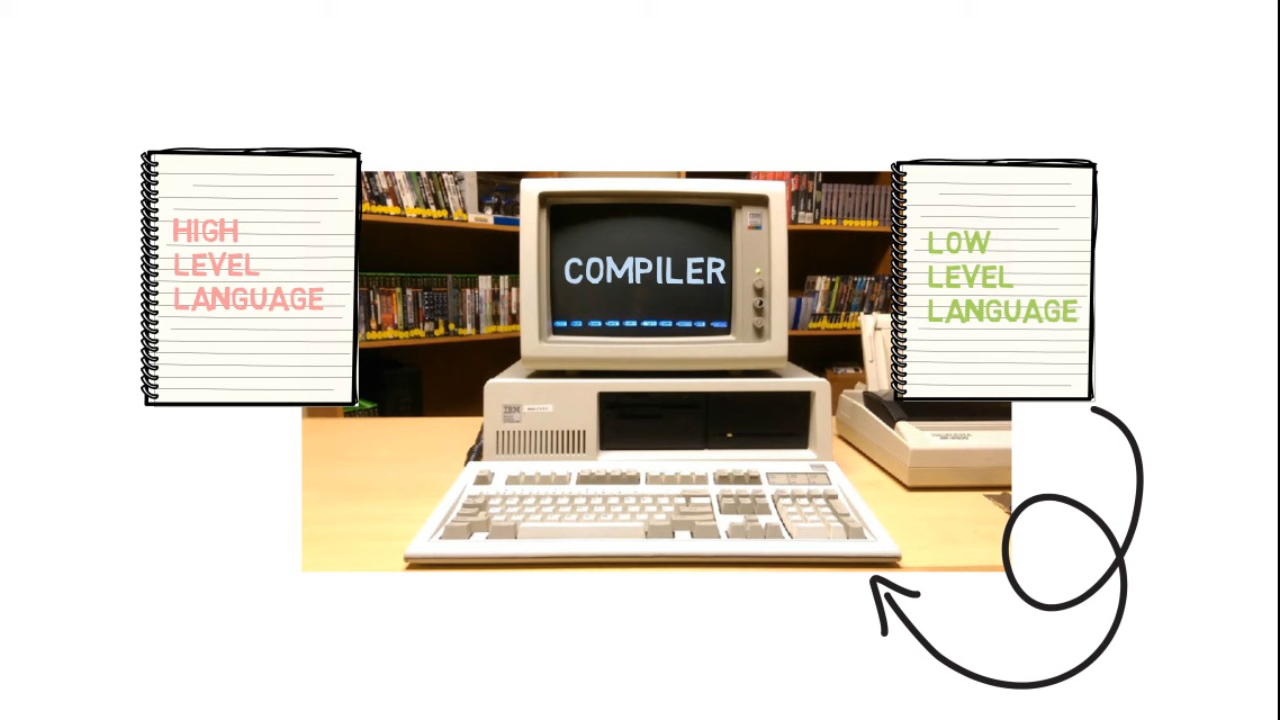 HIGH
LEVEL
LANGUAGE
COMPILER
LOW
LEVEL
LANGUAGE
IBM